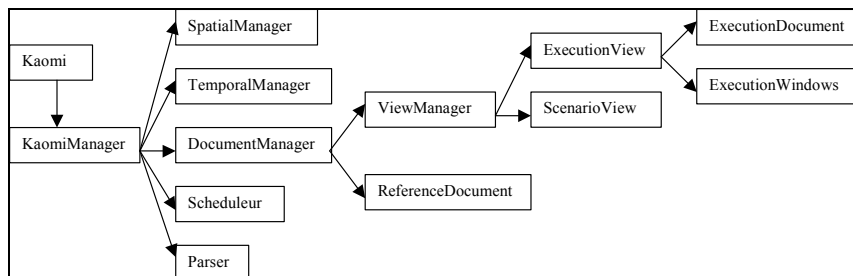 SpatialManager
ExecutionDocument
Kaomi
ExecutionView
TemporalManager
ExecutionWindows
ViewManager
ScenarioView
KaomiManager
DocumentManager
ReferenceDocument
Scheduleur
Parser